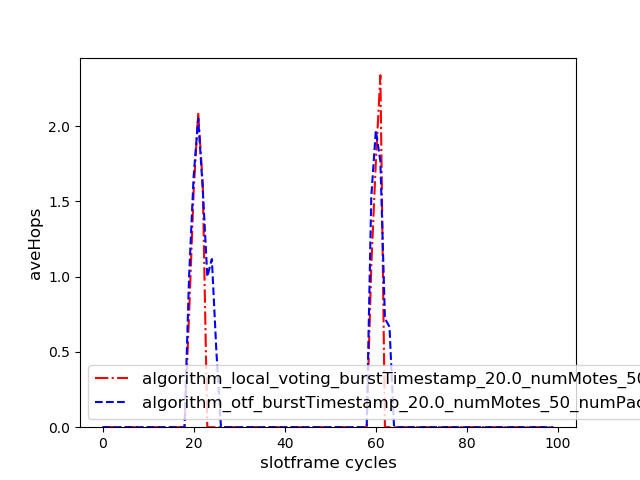 2.0
1.5
1.0
0.5
0.0
aveHops
algorithm_local_voting_burstTimestamp_20.0_numMotes_50
algorithm_otf_burstTimestamp_20.0_numMotes_50_numPac
0 20 40 60 80 100
slotframe cycles